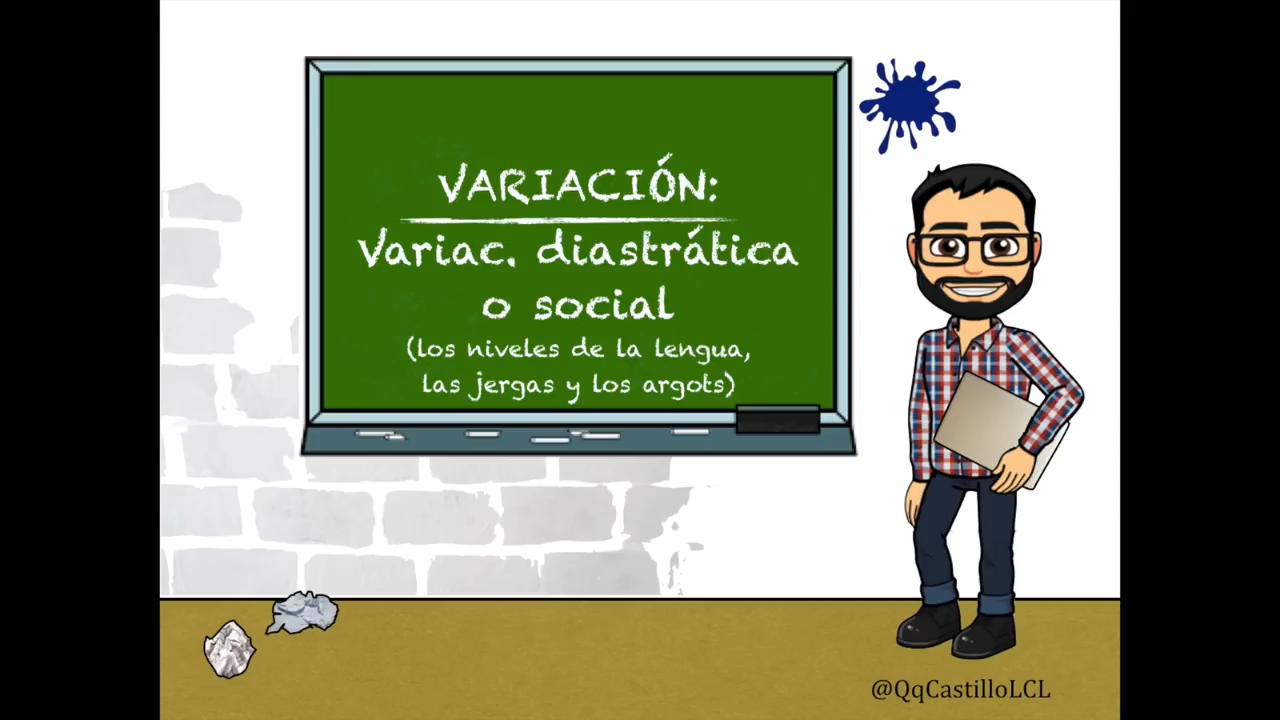 VARIACIÓN:
Variac. diastrática
o social
(los niveles de la lengua,
las jergas y los argots)
@QqCastilloLCL